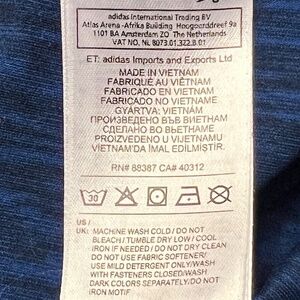 adidas International Trading BV
Atlas Arena -Afrika Building Hoogoorddreef 9a
1101 BA Amsterdam ZO The Netherlands
VAT NO. NL 8073.01.322.B.01
ET: adidas Imports and Exports Ltd
MADE IN VIETNAM
FABRIQUÉ AU VIÊTNAM
FABRICADO EN VIETNAM
FABRICADO NO VIETNAME
GYÁRTVA: VIETNAM
ПРОИЗВЕДЕНО ВЪВ ВИЕТНАМ
СДЕЛАНО ВО ВЬЕТНАМЕ
PROIZVEDENO U VIJETNAMU
VIETNAM'DA İMAL EDİLMİŞTİR.
RN# 88387 CA# 40312
30
US /
UK: MACHINE WASH COLD / DO NOT
BLEACH / TUMBLE DRY LOW / COOL
IRON IF NEEDED / DO NOT DRY CLEAN
DO NOT USE FABRIC SOFTENER/
USE MILD DETERGENT ONLY/WASH
WITH FASTENERS CLOSED/WASH
DARK COLORS SEPARATELY/DO NOT
IRON MOTIF